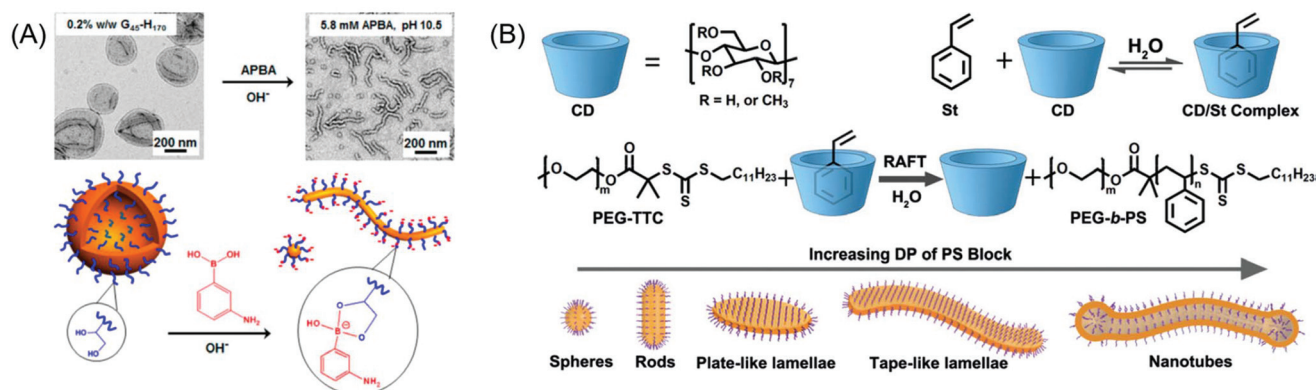 (A)
0.2% w/w G₄₅-H₁₇₀
200 nm
APBA
OH⁻
5.8 mM APBA, pH 10.5
200 nm
HO
OH
B
NH₂
OH⁻
HO
OH
HO
B
⊖
O
O
NH₂
(B)
CD
=
RO
O
O
RO
RO
7
R = H, or CH₃
St
+
CD
H₂O
CD/St Complex
O
m
O
O
S
S
S
C₁₁H₂₃
+
PEG-TTC
RAFT
H₂O
+
O
m
O
O
n
S
S
S
C₁₁H₂₃
PEG-b-PS
Increasing DP of PS Block
Spheres
Rods
Plate-like lamellae
Tape-like lamellae
Nanotubes